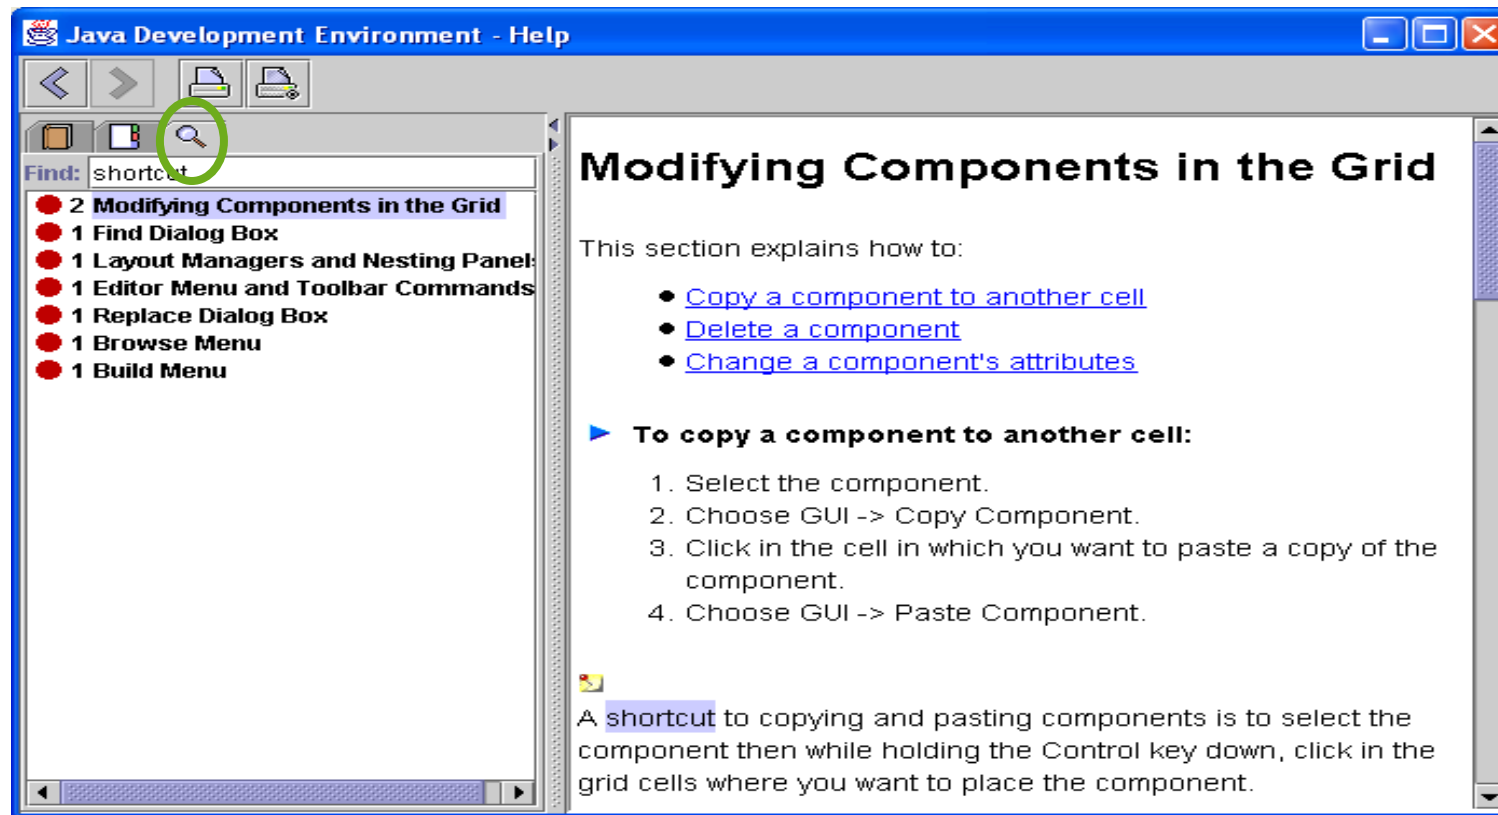 Java Development Environment - Help
Find: shortcut
2 Modifying Components in the Grid
1 Find Dialog Box
1 Layout Managers and Nesting Panel
1 Editor Menu and Toolbar Commands
1 Replace Dialog Box
1 Browse Menu
1 Build Menu
Modifying Components in the Grid
This section explains how to:
• Copy a component to another cell
• Delete a component
• Change a component's attributes
To copy a component to another cell:
1. Select the component.
2. Choose GUI -> Copy Component.
3. Click in the cell in which you want to paste a copy of the
component.
4. Choose GUI -> Paste Component.
A shortcut to copying and pasting components is to select the
component then while holding the Control key down, click in the
grid cells where you want to place the component.